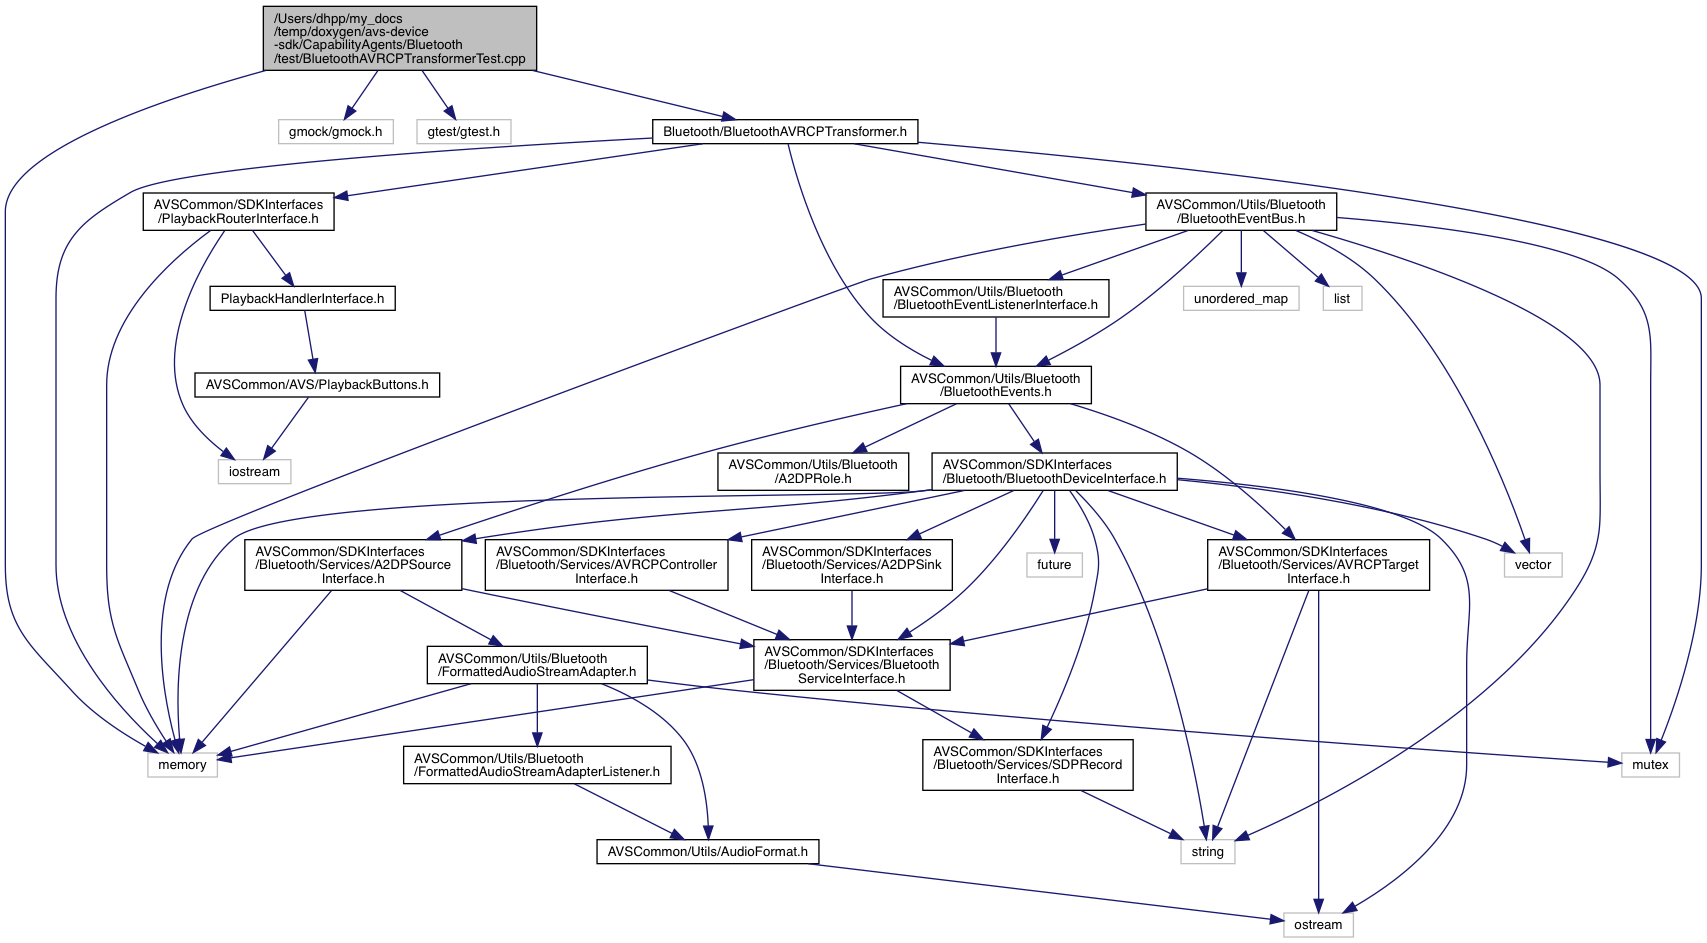 /Users/dhpp/my_docs
/temp/doxygen/avs-device
-sdk/CapabilityAgents/Bluetooth
/test/BluetoothAVRCPTransformerTest.cpp
gmock/gmock.h
gtest/gtest.h
Bluetooth/BluetoothAVRCPTransformer.h
AVSCommon/SDKInterfaces
/PlaybackRouterInterface.h
AVSCommon/Utils/Bluetooth
/BluetoothEventBus.h
PlaybackHandlerInterface.h
AVSCommon/Utils/Bluetooth
/BluetoothEventListenerInterface.h
unordered_map
list
AVSCommon/AVS/PlaybackButtons.h
AVSCommon/Utils/Bluetooth
/BluetoothEvents.h
iostream
AVSCommon/Utils/Bluetooth
/A2DPRole.h
AVSCommon/SDKInterfaces
/Bluetooth/BluetoothDeviceInterface.h
AVSCommon/SDKInterfaces
/Bluetooth/Services/A2DPSource
Interface.h
AVSCommon/SDKInterfaces
/Bluetooth/Services/AVRCPController
Interface.h
AVSCommon/SDKInterfaces
/Bluetooth/Services/A2DPSink
Interface.h
future
AVSCommon/SDKInterfaces
/Bluetooth/Services/AVRCPTarget
Interface.h
vector
AVSCommon/Utils/Bluetooth
/FormattedAudioStreamAdapter.h
AVSCommon/SDKInterfaces
/Bluetooth/Services/Bluetooth
ServiceInterface.h
memory
AVSCommon/Utils/Bluetooth
/FormattedAudioStreamAdapterListener.h
AVSCommon/SDKInterfaces
/Bluetooth/Services/SDPRecord
Interface.h
mutex
AVSCommon/Utils/AudioFormat.h
string
ostream